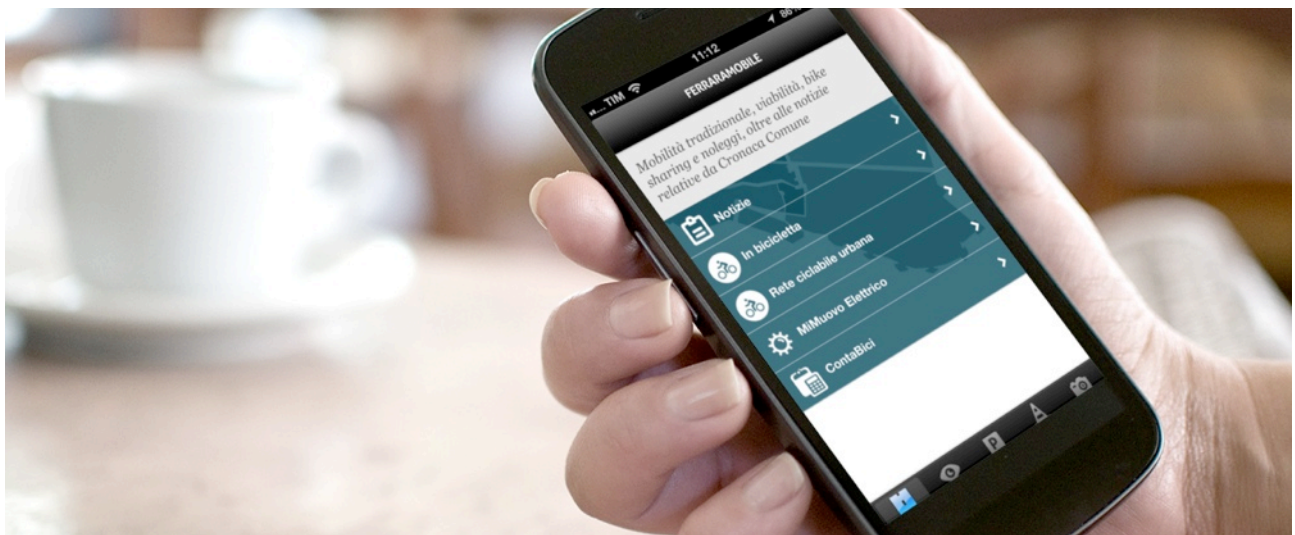 TIM
11:12
FERRARAMOBILE
Mobilità tradizionale, viabilità, bike
sharing e noleggi, oltre alle notizie
relative da Cronaca Comune
Notizie
In bicicletta
Rete ciclabile urbana
MiMuovo Elettrico
ContaBici
P